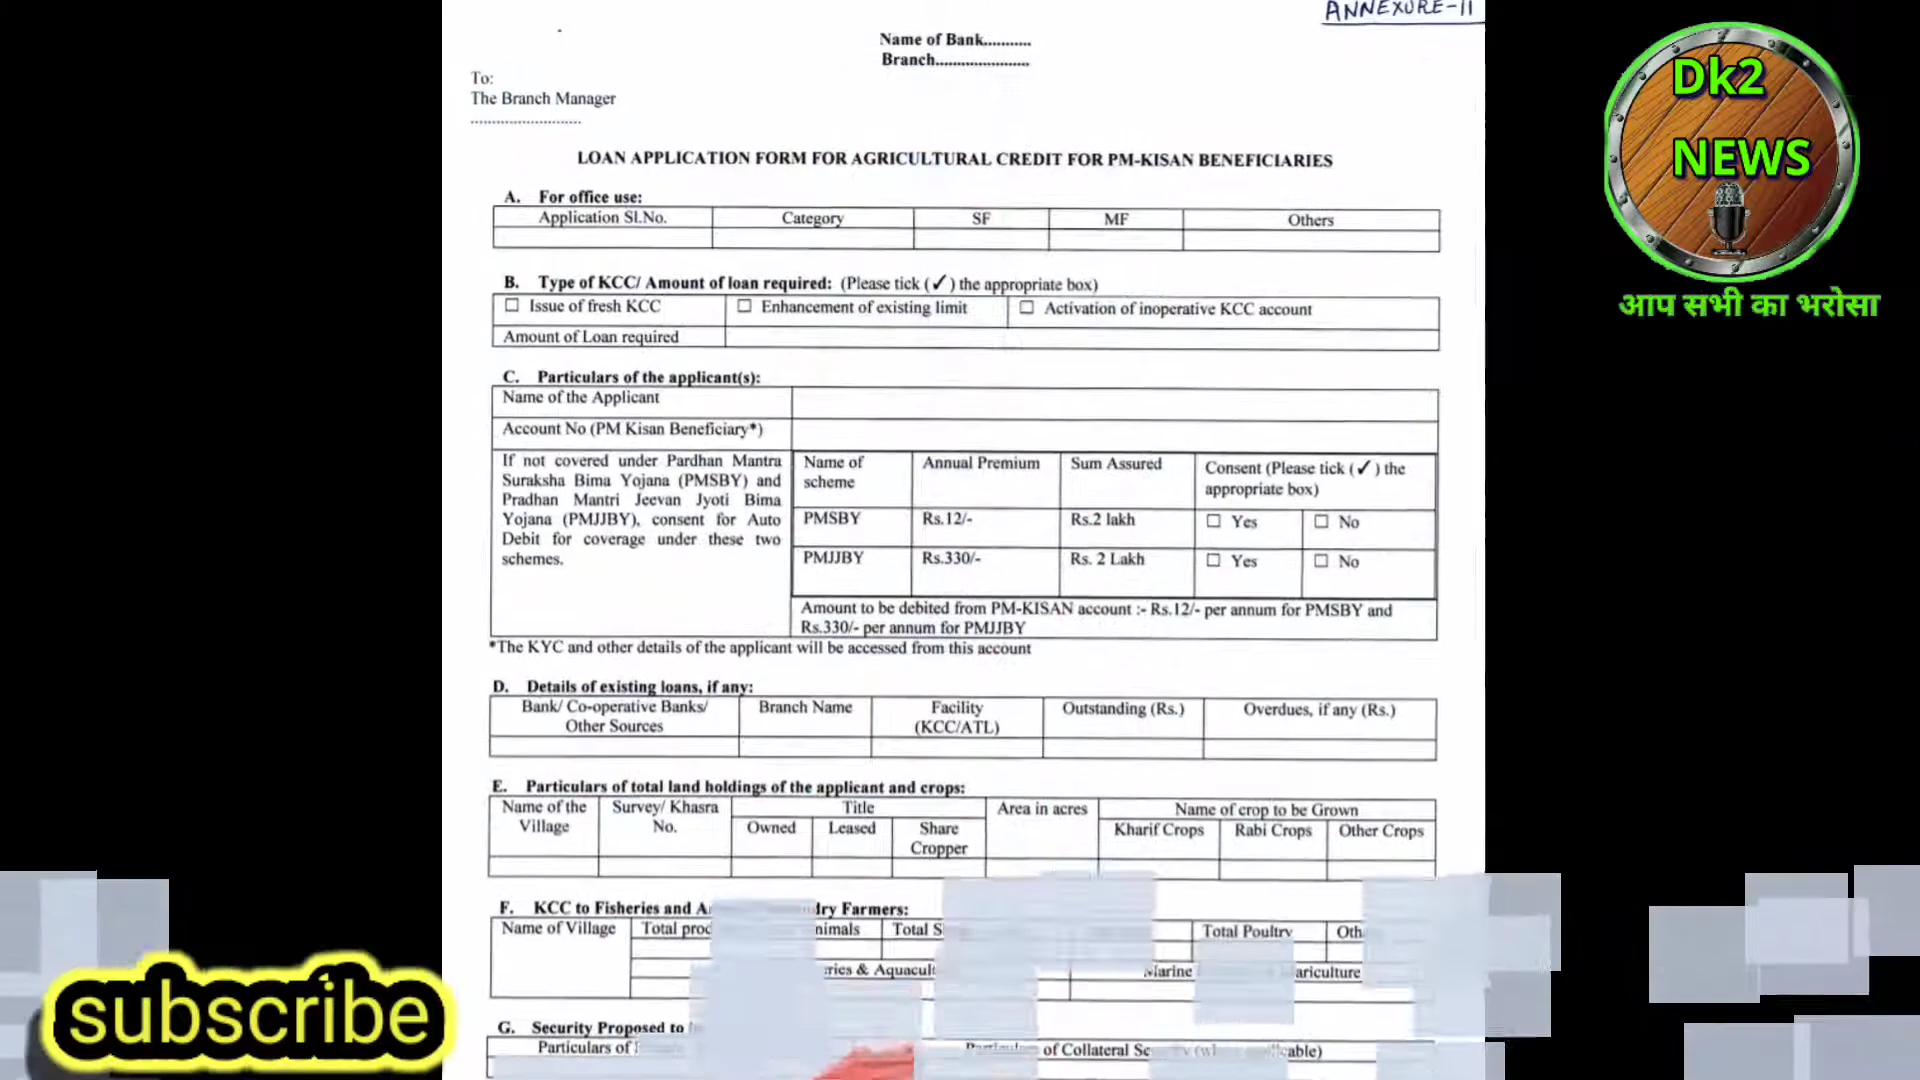 ANNEXURE-II
Name of Bank...........
Branch......................
To:
The Branch Manager
..........................
LOAN APPLICATION FORM FOR AGRICULTURAL CREDIT FOR PM-KISAN BENEFICIARIES
A. For office use:
Application Sl.No. Category SF MF Others
B. Type of KCC/ Amount of loan required: (Please tick (✓) the appropriate box)
☐ Issue of fresh KCC ☐ Enhancement of existing limit ☐ Activation of inoperative KCC account
Amount of Loan required
C. Particulars of the applicant(s):
Name of the Applicant
Account No (PM Kisan Beneficiary*)
If not covered under Pardhan Mantra
Suraksha Bima Yojana (PMSBY) and
Pradhan Mantri Jeevan Jyoti Bima
Yojana (PMJJBY), consent for Auto
Debit for coverage under these two
schemes.
Name of scheme Annual Premium Sum Assured Consent (Please tick (✓) the appropriate box)
PMSBY Rs.12/- Rs.2 lakh ☐ Yes ☐ No
PMJJBY Rs.330/- Rs. 2 Lakh ☐ Yes ☐ No
Amount to be debited from PM-KISAN account :- Rs.12/- per annum for PMSBY and
Rs.330/- per annum for PMJJBY
*The KYC and other details of the applicant will be accessed from this account
D. Details of existing loans, if any:
Bank/ Co-operative Banks/ Other Sources Branch Name Facility (KCC/ATL) Outstanding (Rs.) Overdues, if any (Rs.)
E. Particulars of total land holdings of the applicant and crops:
Name of the Village Survey/ Khasra No. Title Area in acres Name of crop to be Grown
Owned Leased Share Cropper Kharif Crops Rabi Crops Other Crops
F. KCC to Fisheries and
Farmers:
Name of Village Total Total Total Poultry
&
Marine
G. Security Proposed to
Particulars of of Collateral
Dk2
NEWS
आप सभी का भरोसा
subscribe